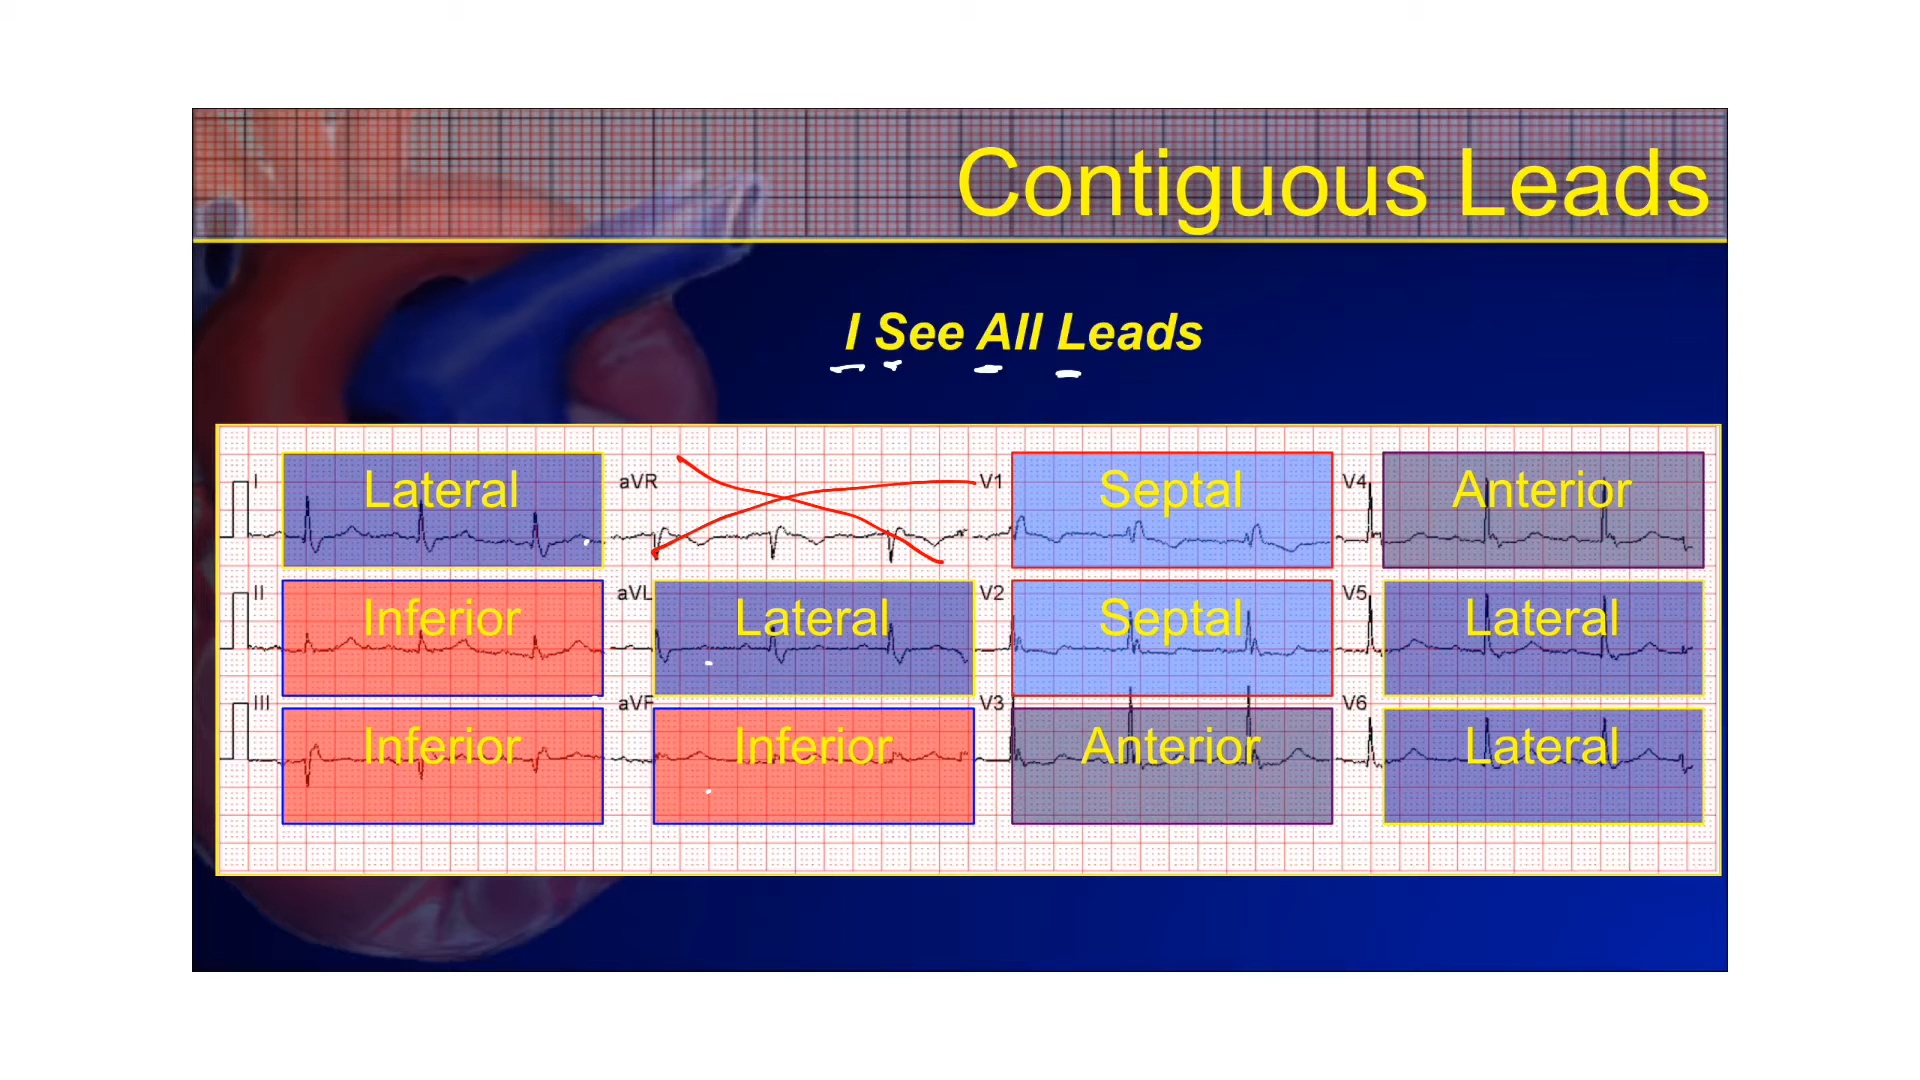 Contiguous Leads
I See All Leads
I Lateral aVR V1 Septal V4 Anterior
II Inferior aVL Lateral V2 Septal V5 Lateral
III Inferior aVF Inferior V3 Anterior V6 Lateral